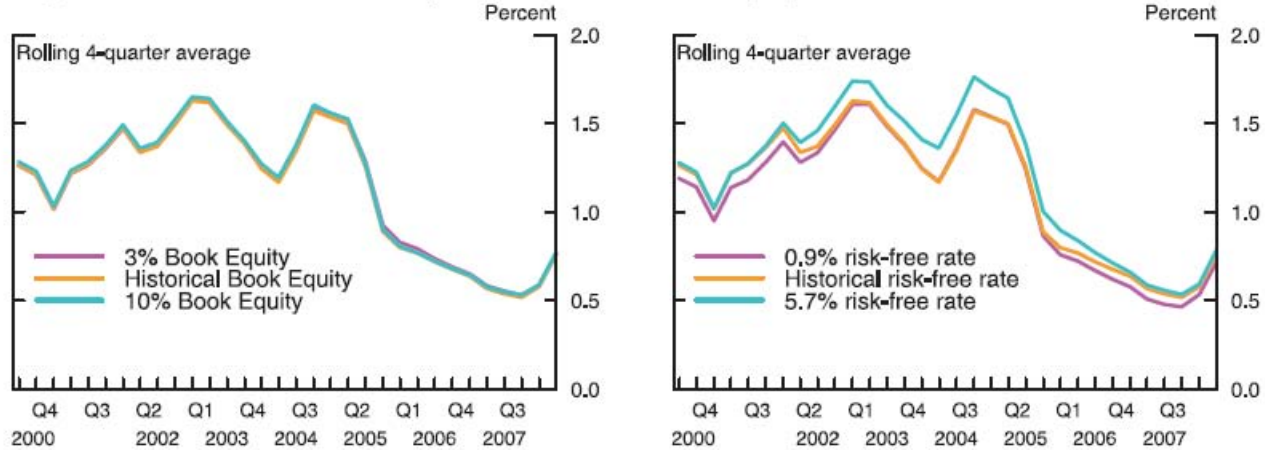 Percent
Rolling 4-quarter average
2.0
1.5
1.0
0.5
0.0
3% Book Equity
Historical Book Equity
10% Book Equity
Q4 Q3 Q2 Q1 Q4 Q3 Q2 Q1 Q4 Q3
2000 2002 2003 2004 2005 2006 2007
Percent
Rolling 4-quarter average
2.0
1.5
1.0
0.5
0.0
0.9% risk-free rate
Historical risk-free rate
5.7% risk-free rate
Q4 Q3 Q2 Q1 Q4 Q3 Q2 Q1 Q4 Q3
2000 2002 2003 2004 2005 2006 2007